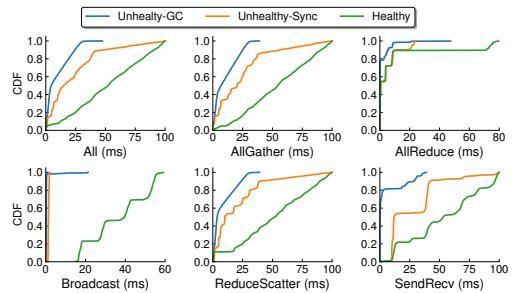 Unhealty-GC Unhealthy-Sync Healthy
CDF
1.0 0.8 0.6 0.4 0.2 0.0
0 25 50 75 100
All (ms)
1.0 0.8 0.6 0.4 0.2 0.0
0 25 50 75 100
AllGather (ms)
1.0 0.8 0.6 0.4 0.2 0.0
0 20 40 60 80
AllReduce (ms)
CDF
1.0 0.8 0.6 0.4 0.2 0.0
0 20 40 60
Broadcast (ms)
1.0 0.8 0.6 0.4 0.2 0.0
0 25 50 75 100
ReduceScatter (ms)
1.0 0.8 0.6 0.4 0.2 0.0
0 25 50 75 100
SendRecv (ms)